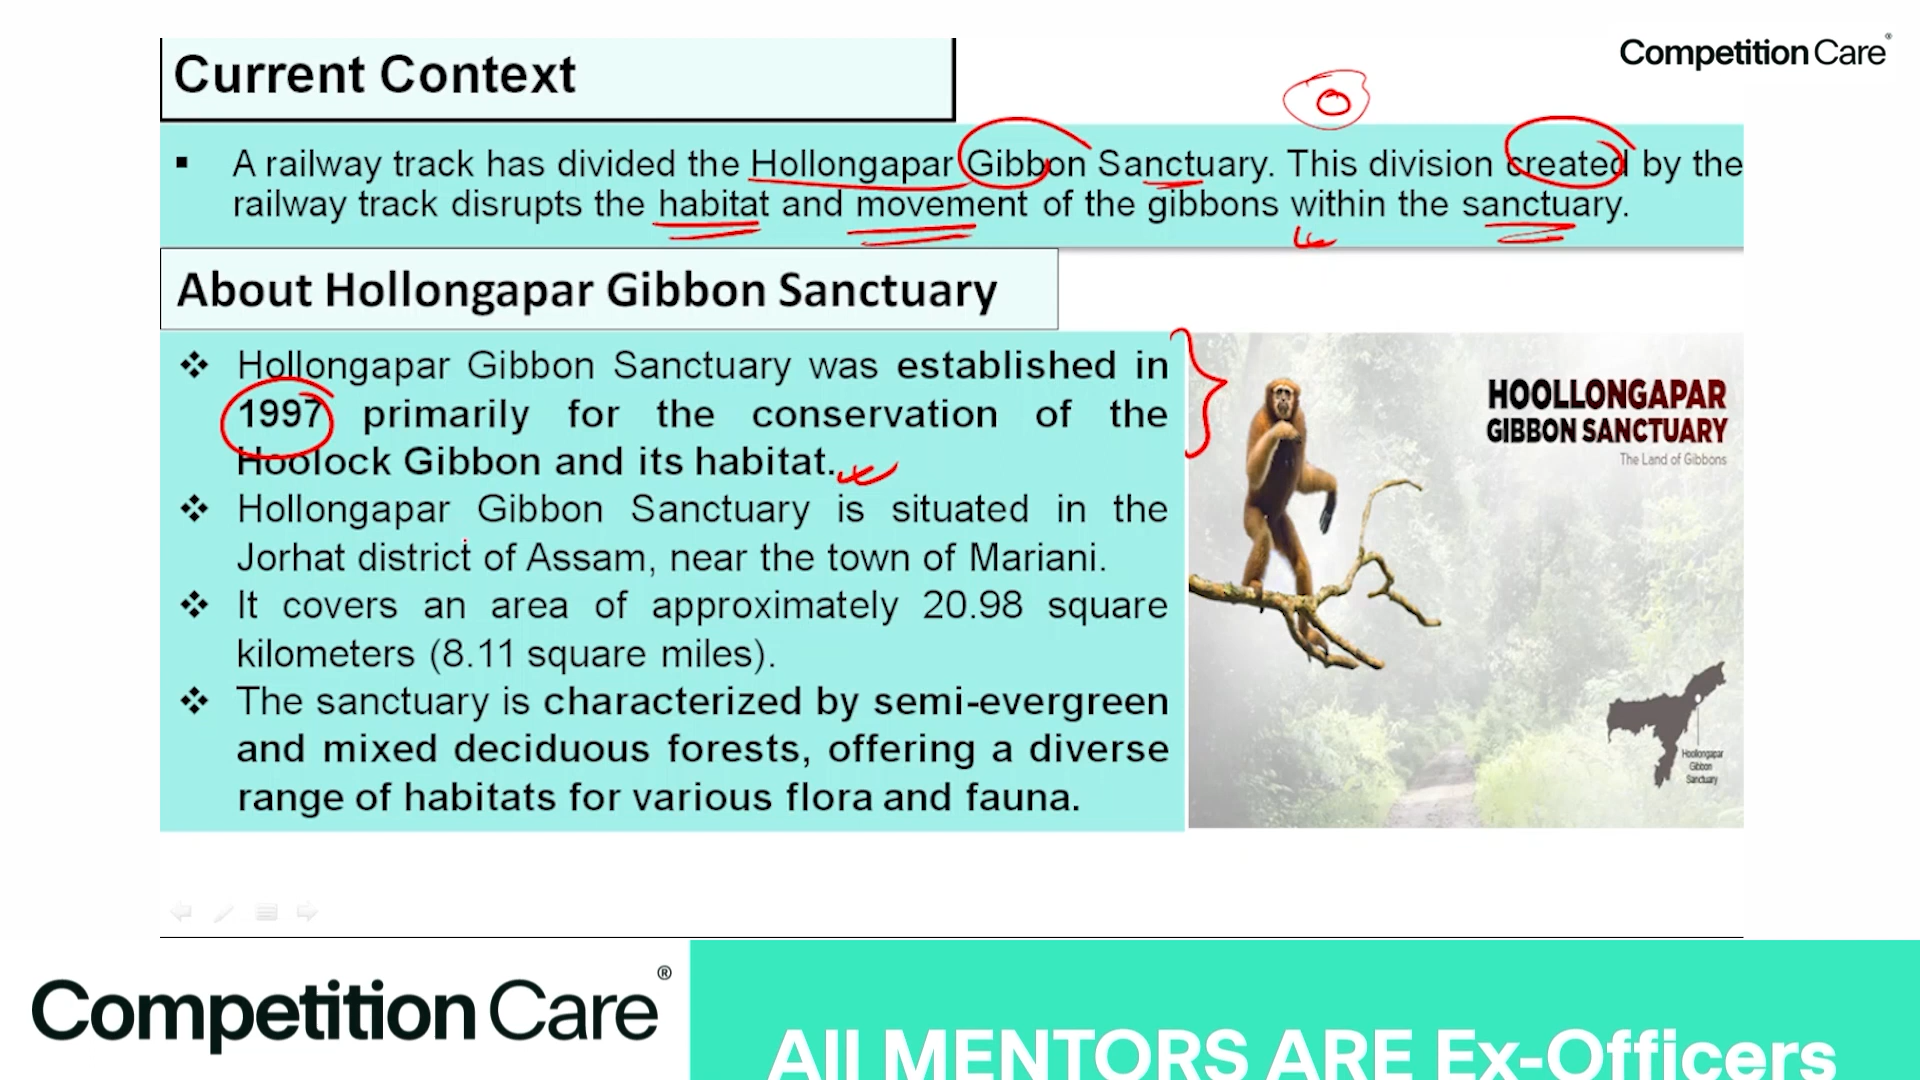 Current Context
Competition Care®
▪ A railway track has divided the Hollongapar Gibbon Sanctuary. This division created by the
railway track disrupts the habitat and movement of the gibbons within the sanctuary.
About Hollongapar Gibbon Sanctuary
❖ Hollongapar Gibbon Sanctuary was established in
1997 primarily for the conservation of the
Hoolock Gibbon and its habitat.
❖ Hollongapar Gibbon Sanctuary is situated in the
Jorhat district of Assam, near the town of Mariani.
❖ It covers an area of approximately 20.98 square
kilometers (8.11 square miles).
❖ The sanctuary is characterized by semi-evergreen
and mixed deciduous forests, offering a diverse
range of habitats for various flora and fauna.
HOOLLONGAPAR
GIBBON SANCTUARY
The Land of Gibbons
Hoollongapar
Gibbon
Sanctuary
Competition Care®
All MENTORS ARE Ex-Officers